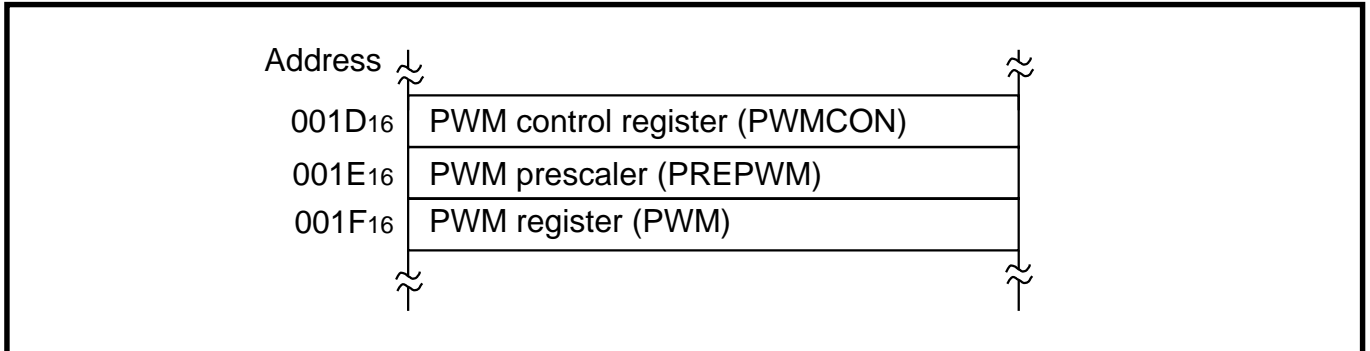 Address
001D16 PWM control register (PWMCON)
001E16 PWM prescaler (PREPWM)
001F16 PWM register (PWM)